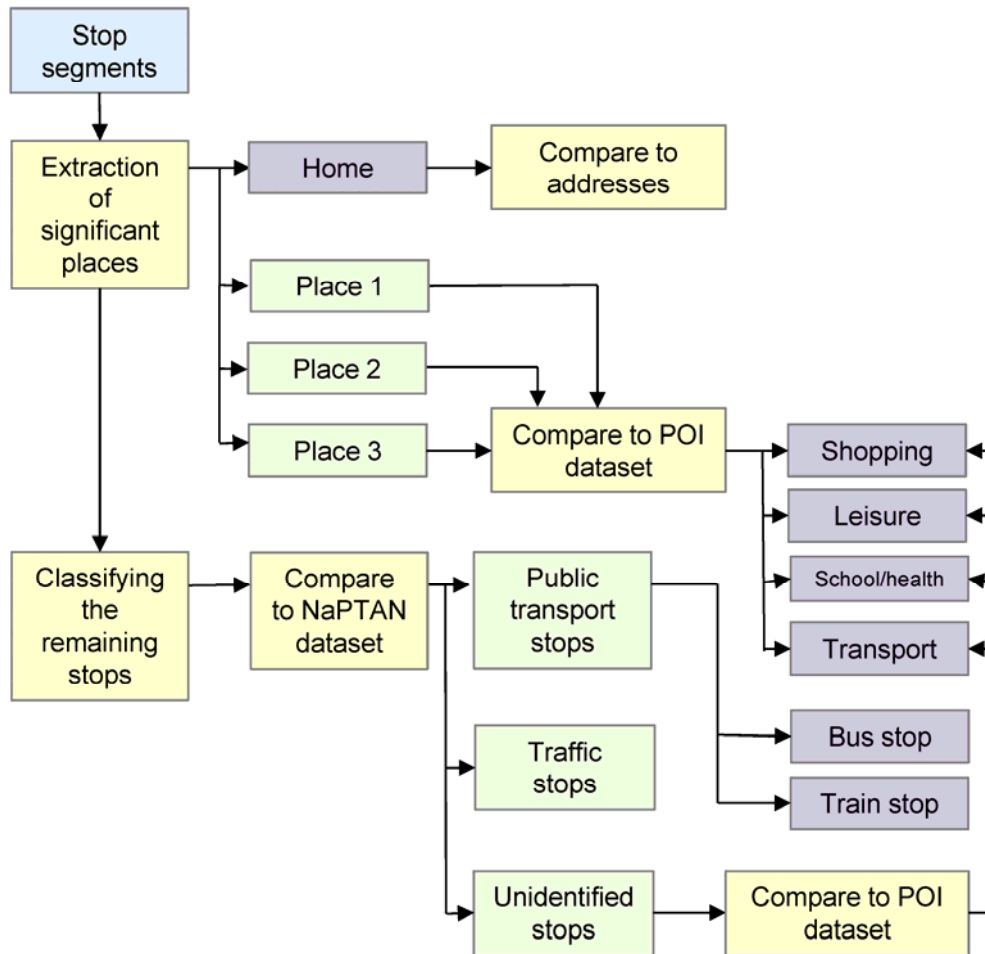 Stop
segments
Extraction
of
significant
places
Home
Compare to
addresses
Place 1
Place 2
Place 3
Compare to POI
dataset
Shopping
Leisure
School/health
Transport
Classifying
the
remaining
stops
Compare
to NaPTAN
dataset
Public
transport
stops
Bus stop
Train stop
Traffic
stops
Unidentified
stops
Compare to POI
dataset